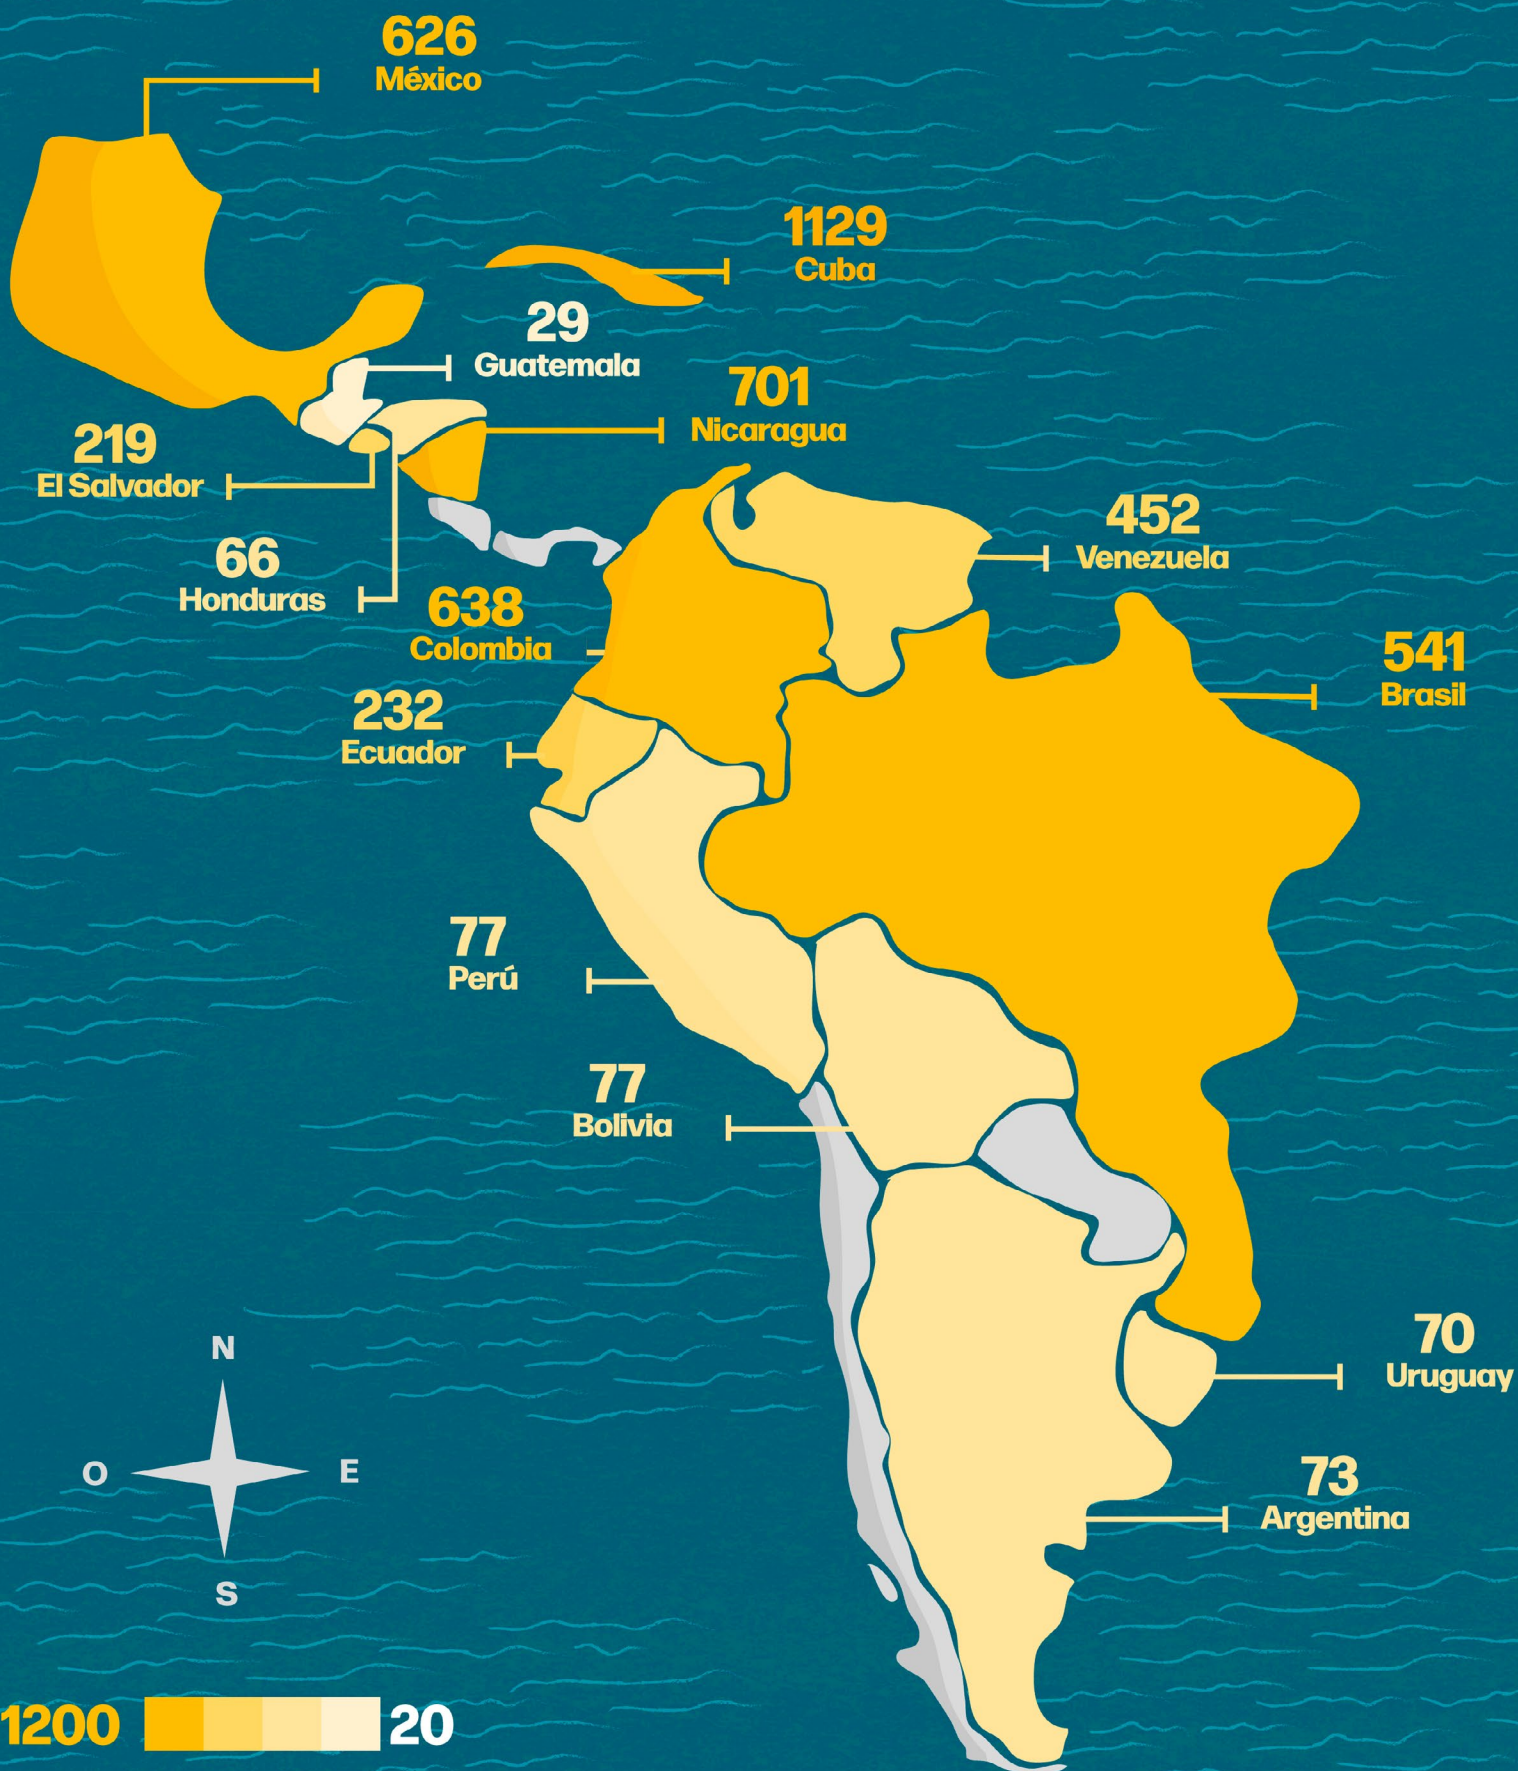 626
México
1129
Cuba
29
Guatemala
701
Nicaragua
219
El Salvador
452
Venezuela
66
Honduras
638
Colombia
541
Brasil
232
Ecuador
77
Perú
77
Bolivia
70
Uruguay
N
O
E
S
73
Argentina
1200
20